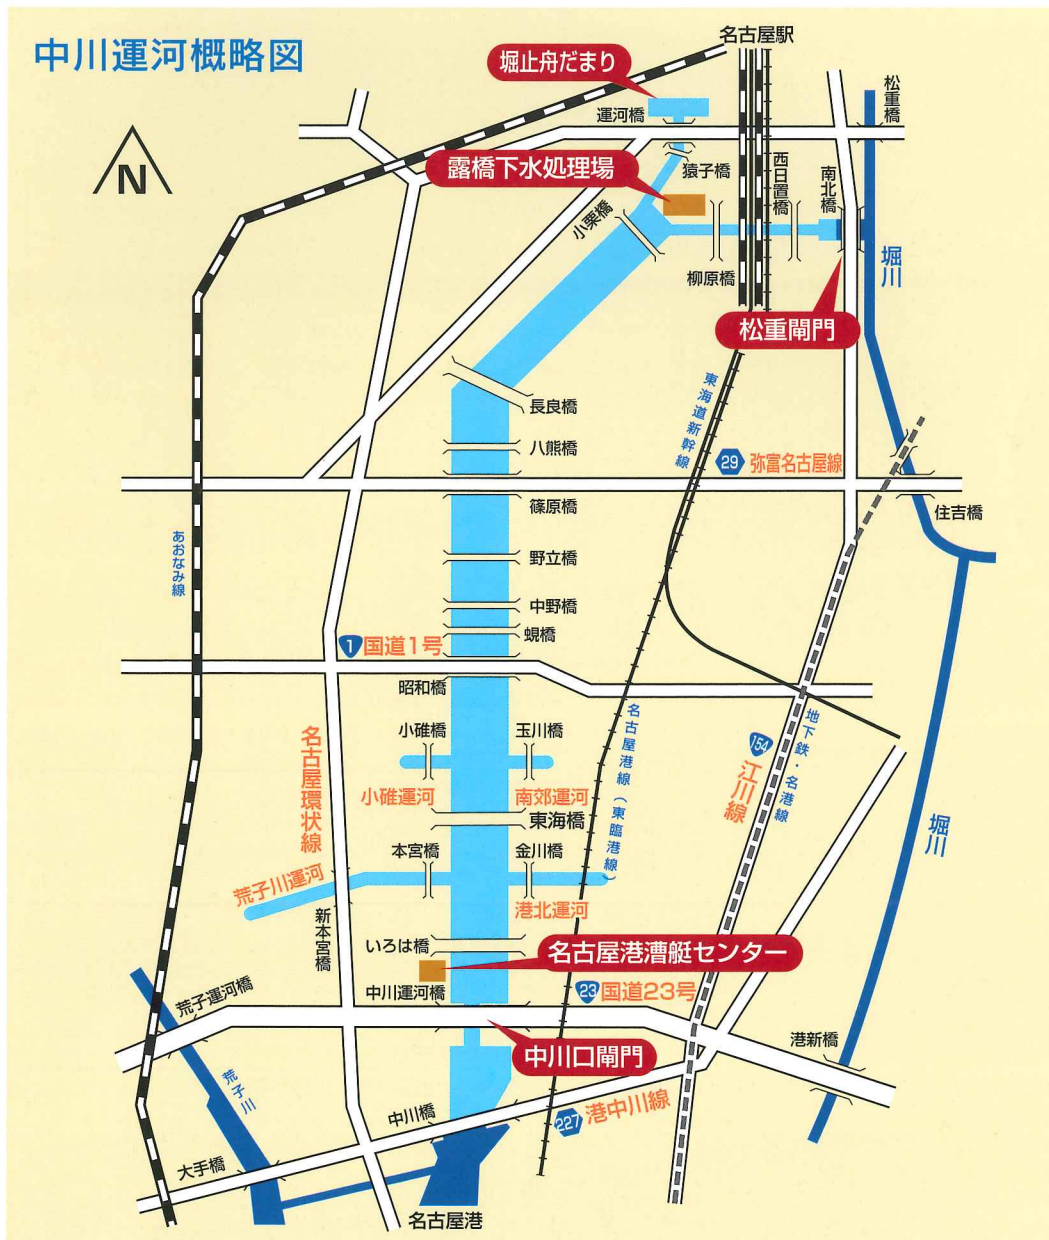 中川運河概略図
名古屋駅
堀止舟だまり
運河橋
松重橋
N
露橋下水処理場
猿子橋
西日置橋
南北橋
小栗橋
柳原橋
堀川
松重閘門
長良橋
東海道新幹線
八熊橋
29 弥富名古屋線
篠原橋
住吉橋
あおなみ線
野立橋
中野橋
蜆橋
1 国道1号
昭和橋
名古屋環状線
小碓橋
玉川橋
名古屋港線(東臨港線)
154 江川線
地下鉄・名港線
小碓運河
南郊運河
東海橋
堀川
本宮橋
金川橋
荒子川運河
港北運河
新本宮橋
いろは橋
名古屋港漕艇センター
荒子運河橋
中川運河橋
23 国道23号
港新橋
中川口閘門
荒子川
中川橋
227 港中川線
大手橋
名古屋港